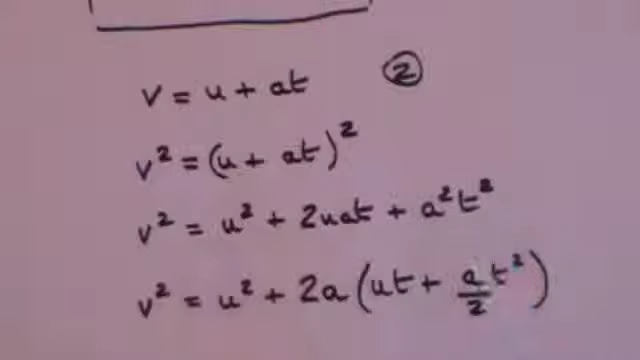 v = u + at ②
v² = (u + at)²
v² = u² + 2uat + a²t²
v² = u² + 2a(ut + a/2 t²)